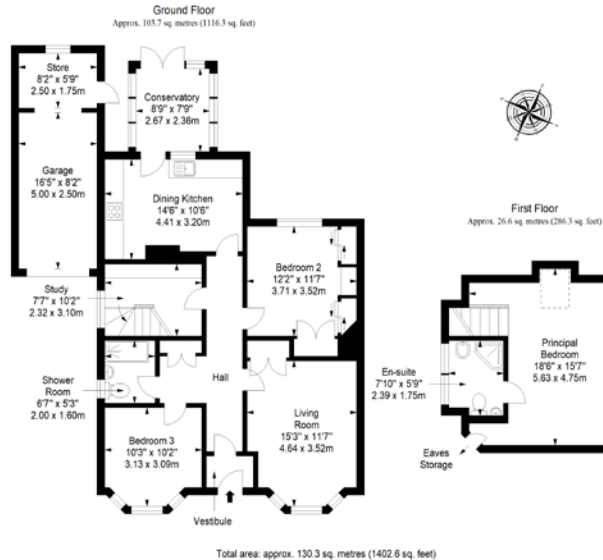 Ground Floor
Approx. 103.7 sq. metres (1116.3 sq. feet)
Store
8'2" x 5'9"
2.50 x 1.75m
Conservatory
8'9" x 7'9"
2.67 x 2.36m
Garage
16'5" x 8'2"
5.00 x 2.50m
Dining Kitchen
14'6" x 10'6"
4.41 x 3.20m
Bedroom 2
12'2" x 11'7"
3.71 x 3.52m
Study
7'7" x 10'2"
2.32 x 3.10m
Shower
Room
6'7" x 5'3"
2.00 x 1.60m
Hall
Living
Room
15'3" x 11'7"
4.64 x 3.52m
Bedroom 3
10'3" x 10'2"
3.13 x 3.09m
Vestibule
First Floor
Approx. 26.6 sq. metres (286.3 sq. feet)
Principal
Bedroom
18'6" x 15'7"
5.63 x 4.75m
En-suite
7'10" x 5'9"
2.39 x 1.75m
Eaves
Storage
Total area: approx. 130.3 sq. metres (1402.6 sq. feet)